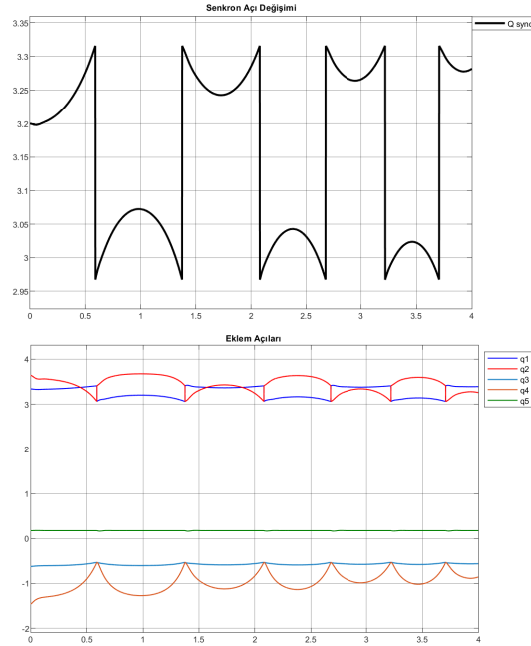 Senkron Açı Değişimi
Q sync
3.35
3.3
3.25
3.2
3.15
3.1
3.05
3
2.95
0 0.5 1 1.5 2 2.5 3 3.5 4
Eklem Açıları
q1
q2
q3
q4
q5
4
3
2
1
0
-1
-2
0 0.5 1 1.5 2 2.5 3 3.5 4